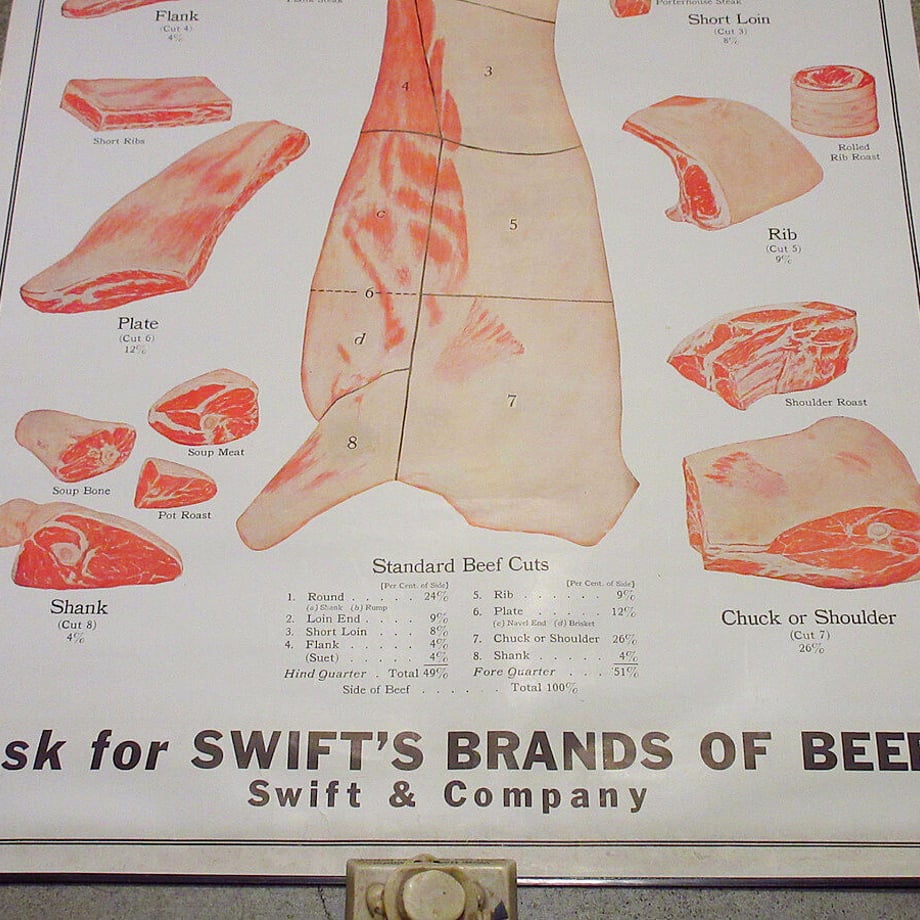 Flank
(Cut 4)
4%
Porterhouse Steak
Short Loin
(Cut 3)
8%
Short Ribs
Rolled
Rib Roast
Rib
(Cut 5)
9%
Plate
(Cut 6)
12%
Shoulder Roast
Soup Meat
Soup Bone
Pot Roast
Shank
(Cut 8)
4%
Chuck or Shoulder
(Cut 7)
26%
3
4
c
5
6
d
7
8
Standard Beef Cuts
[Per Cent. of Side]
1. Round . . . . . 24%
(a) Shank (b) Rump
2. Loin End . . . . 9%
3. Short Loin . . . 8%
4. Flank . . . . . 4%
(Suet) . . . . . 4%
Hind Quarter . Total 49%
[Per Cent. of Side]
5. Rib . . . . . . 9%
6. Plate . . . . . 12%
(c) Navel End (d) Brisket
7. Chuck or Shoulder 26%
8. Shank . . . . . 4%
Fore Quarter . . . 51%
Side of Beef . . . . . . Total 100%
sk for SWIFT'S BRANDS OF BEE
Swift & Company